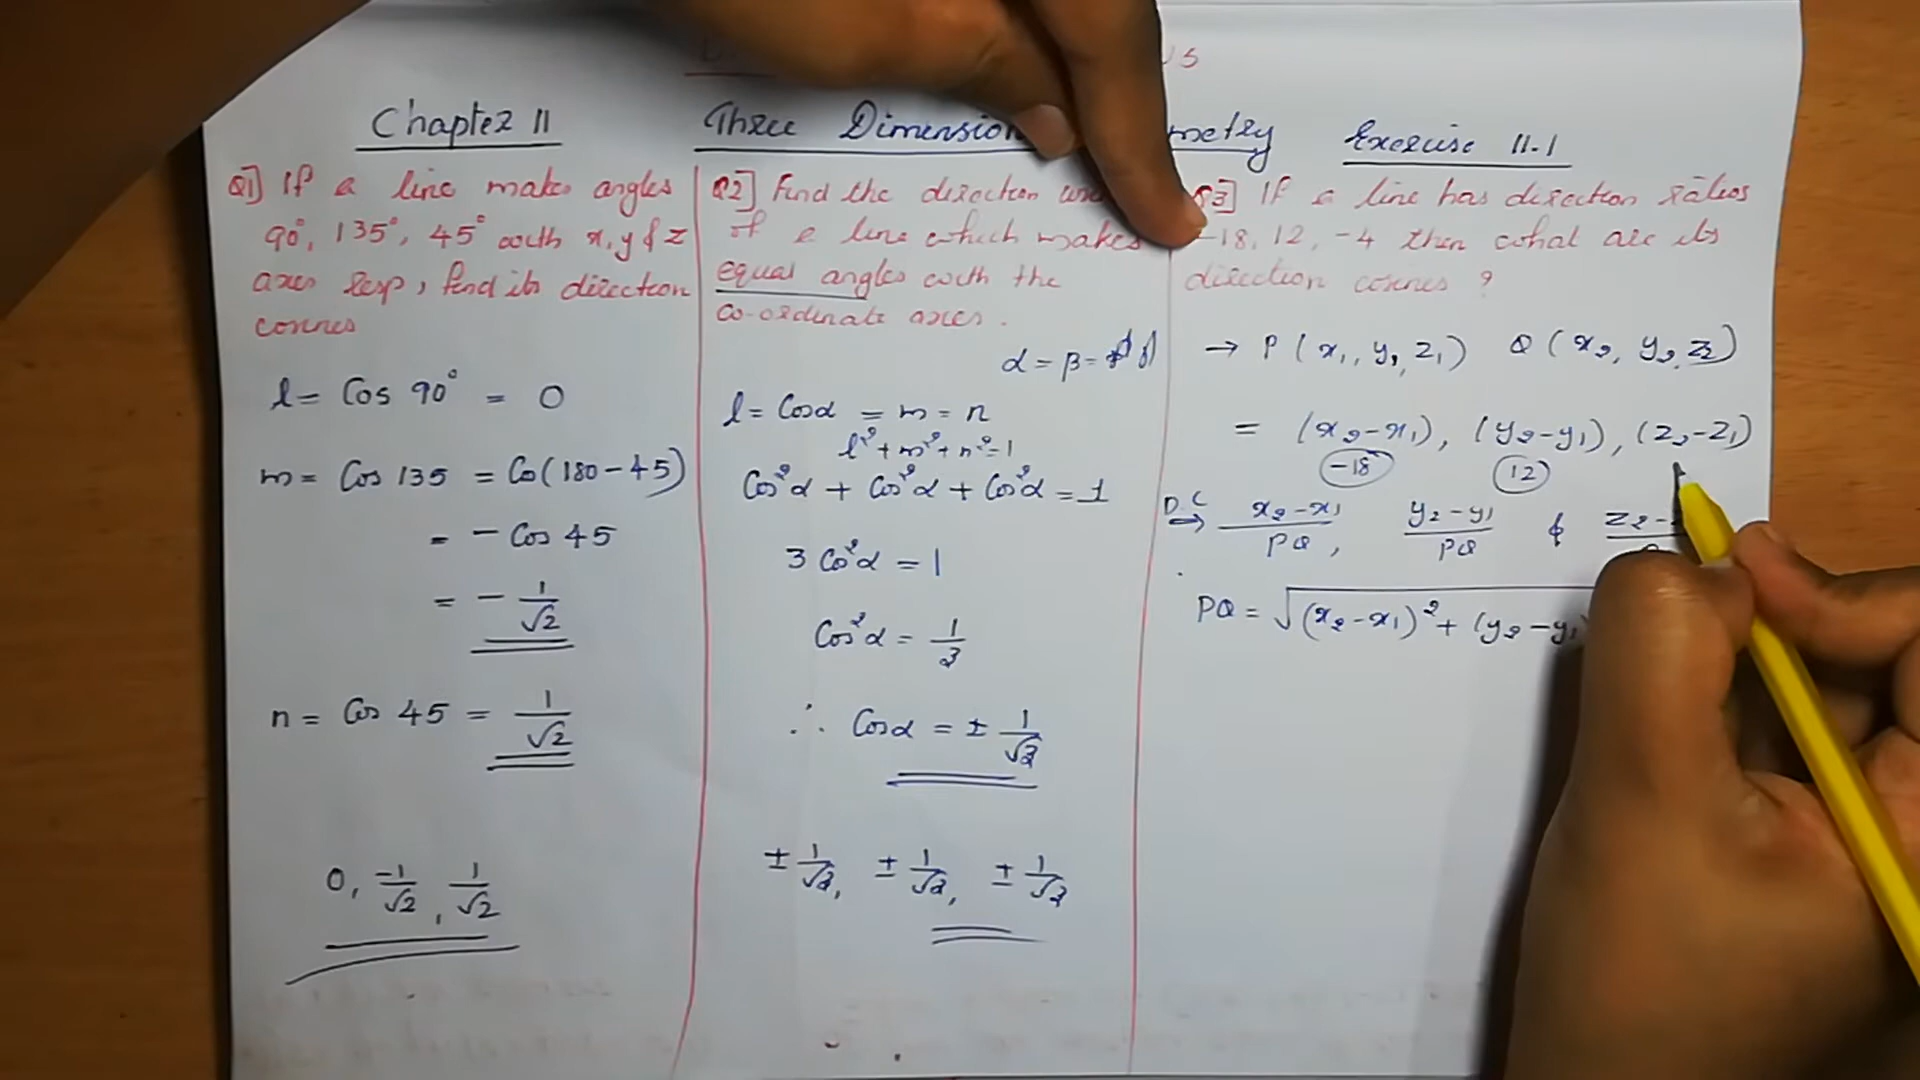 Chapter 11 Three Dimension metry Exercise 11.1
Q1] If a line makes angles
90°, 135°, 45° with x, y & z
axes resp, find its direction
cosines
l = Cos 90° = 0
m = Cos 135 = Co(180-45)
= - Cos 45
= - 1/√2
n = Cos 45 = 1/√2
0, -1/√2, 1/√2
Q2] Find the direction
of a line which makes
equal angles with the
co-ordinate axes.
α = β =
l = Cosα = m = n
l² + m² + n² = 1
Cos²α + Cos²α + Cos²α = 1
3 Cos²α = 1
Cos²α = 1/3
∴ Cosα = ± 1/√3
± 1/√3, ± 1/√3, ± 1/√3
3] If a line has direction ratios
-18, 12, -4 then what are its
direction cosines ?
→ P (x₁, y₁, z₁) Q (x₂, y₂, z₂)
= (x₂-x₁), (y₂-y₁), (z₂-z₁)
-18 12
D.C
⇒ x₂-x₁/PQ, y₂-y₁/PQ & z₂-
PQ = √(x₂-x₁)² + (y₂-y₁